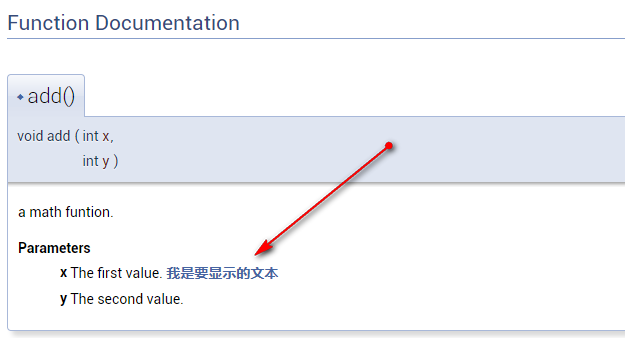 Function Documentation
add()
void add ( int x,
int y )
a math funtion.
Parameters
x The first value. 我是要显示的文本
y The second value.